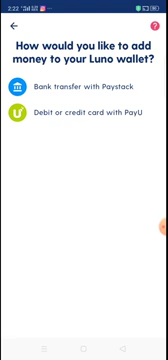 2:22
How would you like to add
money to your Luno wallet?
Bank transfer with Paystack
Debit or credit card with PayU